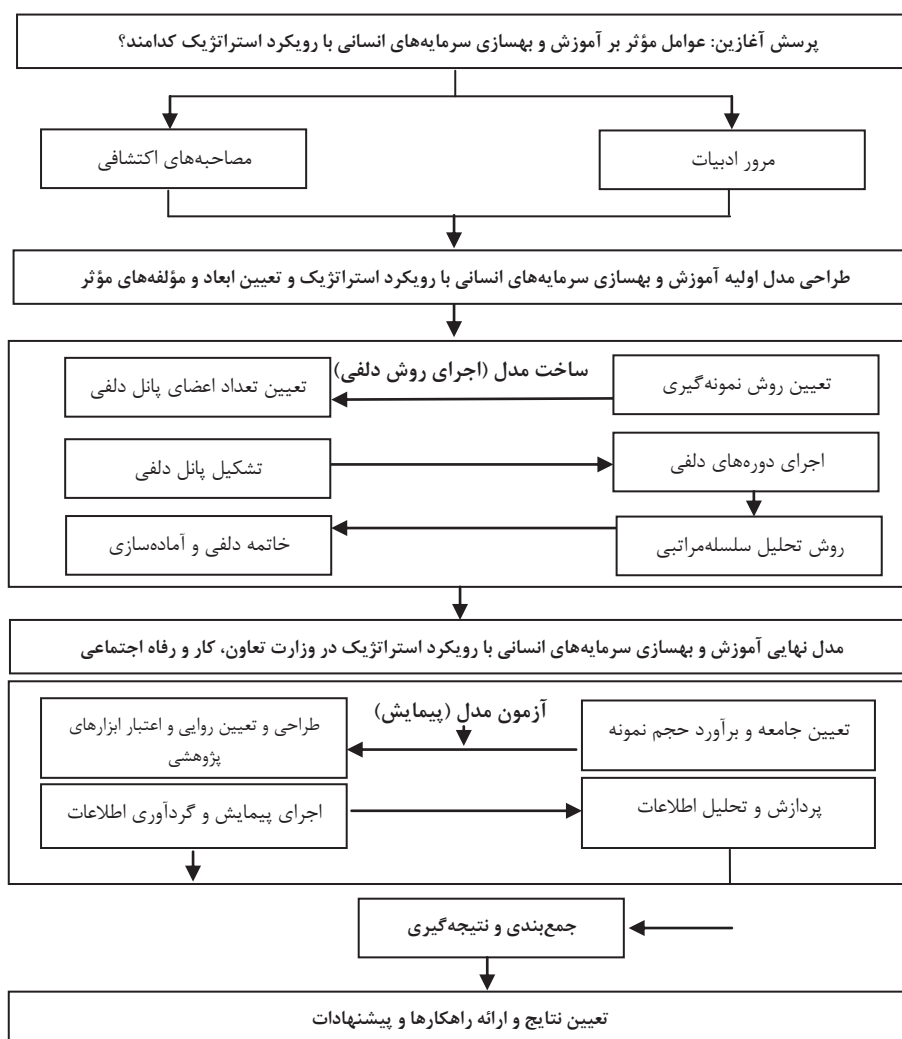 پرسش آغازین: عوامل مؤثر بر آموزش و بهسازی سرمایه‌های انسانی با رویکرد استراتژیک کدامند؟
مرور ادبیات
مصاحبه‌های اکتشافی
طراحی مدل اولیه آموزش و بهسازی سرمایه‌های انسانی با رویکرد استراتژیک و تعیین ابعاد و مؤلفه‌های مؤثر
ساخت مدل (اجرای روش دلفی)
تعیین روش نمونه‌گیری
تعیین تعداد اعضای پانل دلفی
اجرای دوره‌های دلفی
تشکیل پانل دلفی
روش تحلیل سلسله‌مراتبی
خاتمه دلفی و آماده‌سازی
مدل نهایی آموزش و بهسازی سرمایه‌های انسانی با رویکرد استراتژیک در وزارت تعاون، کار و رفاه اجتماعی
آزمون مدل (پیمایش)
تعیین جامعه و برآورد حجم نمونه
طراحی و تعیین روایی و اعتبار ابزارهای
پژوهشی
پردازش و تحلیل اطلاعات
اجرای پیمایش و گردآوری اطلاعات
جمع‌بندی و نتیجه‌گیری
تعیین نتایج و ارائه راهکارها و پیشنهادات